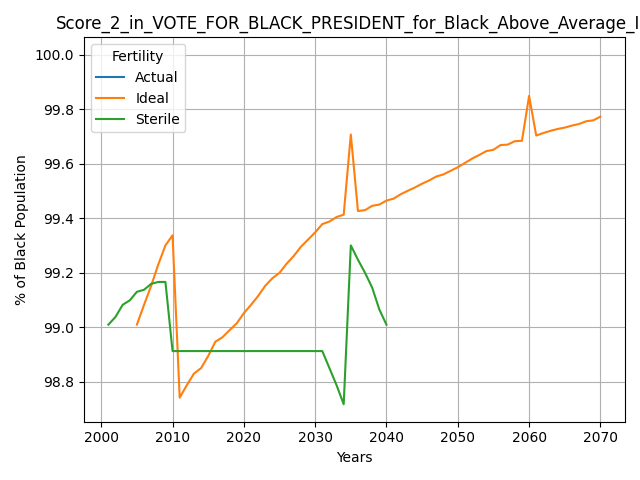 Score_2_in_VOTE_FOR_BLACK_PRESIDENT_for_Black_Above_Average_I
Fertility
Actual
Ideal
Sterile
% of Black Population
100.0
99.8
99.6
99.4
99.2
99.0
98.8
2000 2010 2020 2030 2040 2050 2060 2070
Years